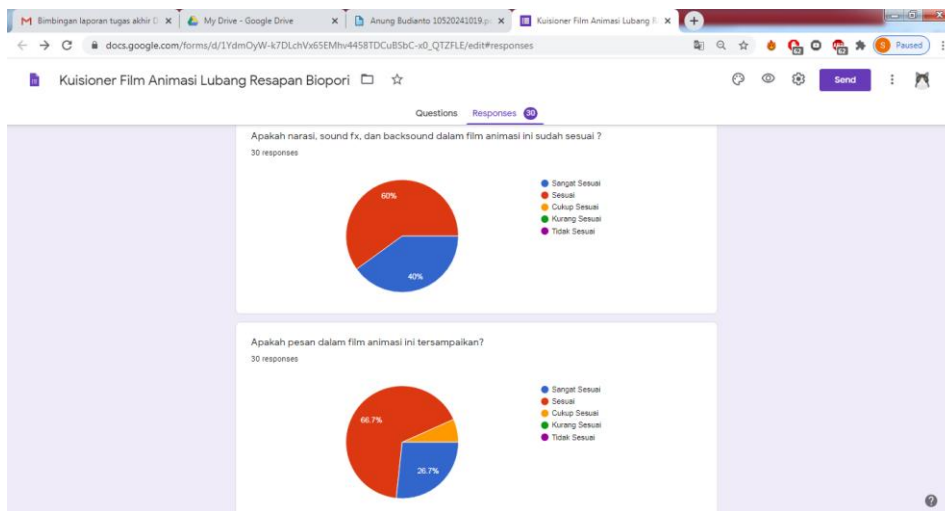 Bimbingan laporan tugas akhir
My Drive - Google Drive
Anung Budianto 10520241019.p
Kuisioner Film Animasi Lubang
docs.google.com/forms/d/1YdmOyW-k7DLchVx65EMhv4458TDCuBSbC-x0_QTZFLE/edit#responses
Paused
Kuisioner Film Animasi Lubang Resapan Biopori
Send
Questions Responses 30
Apakah narasi, sound fx, dan backsound dalam film animasi ini sudah sesuai ?
30 responses
60%
40%
Sangat Sesuai
Sesuai
Cukup Sesuai
Kurang Sesuai
Tidak Sesuai
Apakah pesan dalam film animasi ini tersampaikan?
30 responses
66.7%
26.7%
Sangat Sesuai
Sesuai
Cukup Sesuai
Kurang Sesuai
Tidak Sesuai